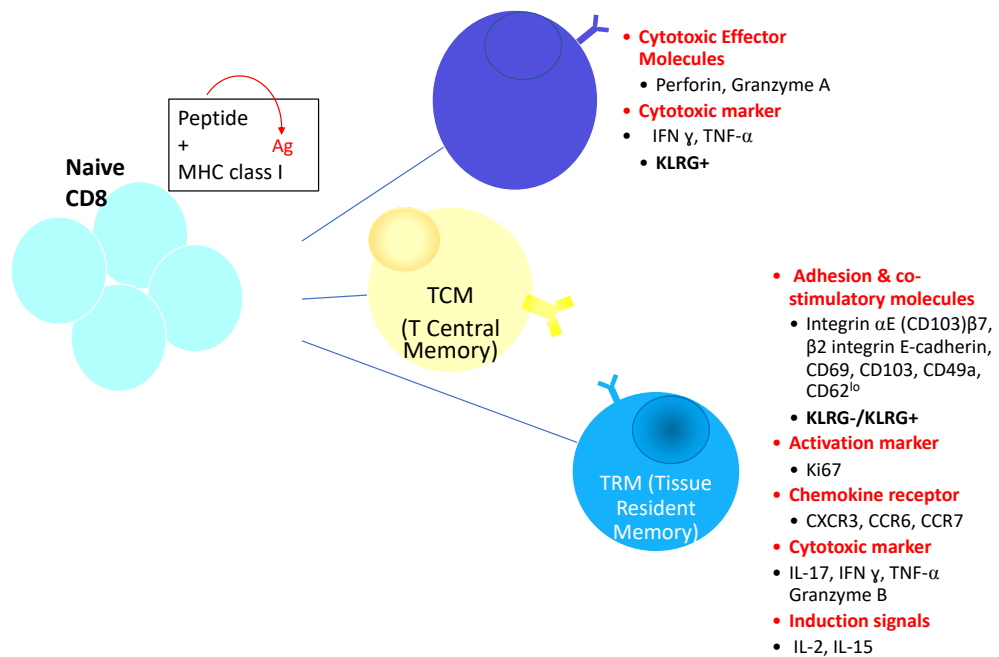 Naive
CD8
Peptide
+ Ag
MHC class I
• Cytotoxic Effector
Molecules
• Perforin, Granzyme A
• Cytotoxic marker
• IFN ɣ, TNF-α
• KLRG+
TCM
(T Central
Memory)
TRM (Tissue
Resident
Memory)
• Adhesion & co-
stimulatory molecules
• Integrin αE (CD103)β7,
β2 integrin E-cadherin,
CD69, CD103, CD49a,
CD62lo
• KLRG-/KLRG+
• Activation marker
• Ki67
• Chemokine receptor
• CXCR3, CCR6, CCR7
• Cytotoxic marker
• IL-17, IFN ɣ, TNF-α
Granzyme B
• Induction signals
• IL-2, IL-15